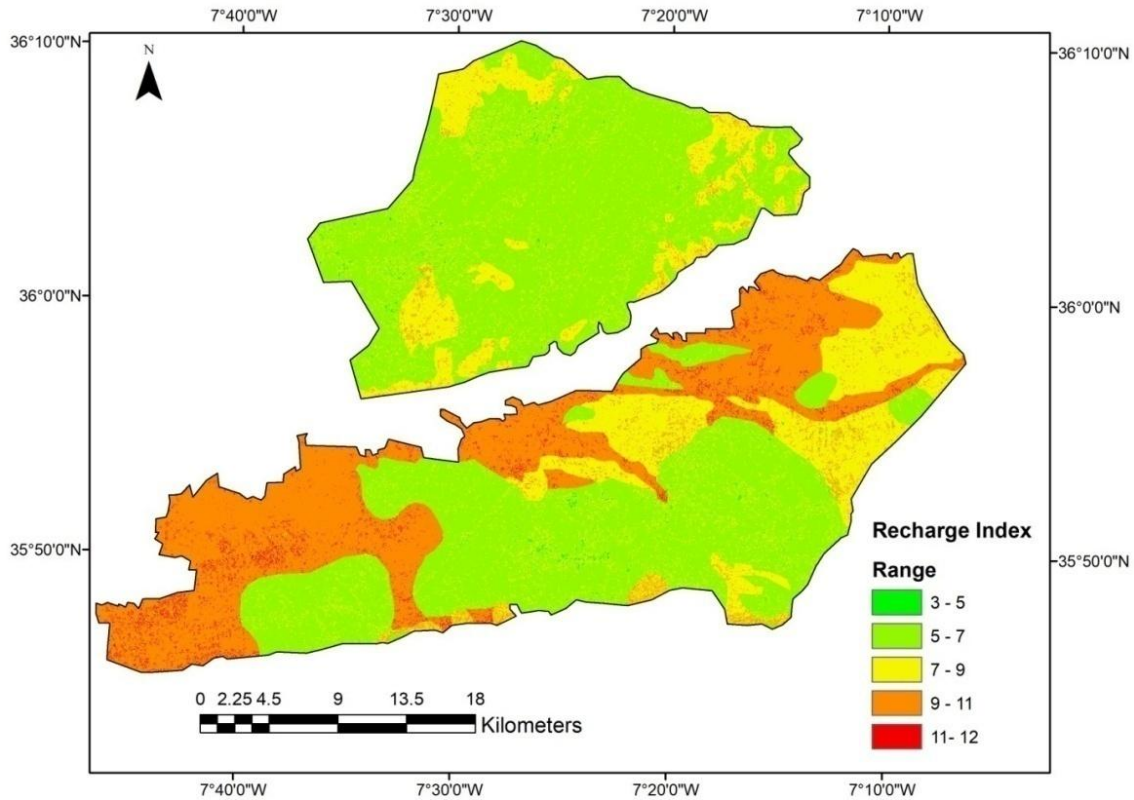 7°40'0"W 7°30'0"W 7°20'0"W 7°10'0"W
36°10'0"N 36°10'0"N
N
36°0'0"N 36°0'0"N
35°50'0"N 35°50'0"N
Recharge Index
Range
3 - 5
5 - 7
7 - 9
9 - 11
11- 12
0 2.25 4.5 9 13.5 18
Kilometers
7°40'0"W 7°30'0"W 7°20'0"W 7°10'0"W